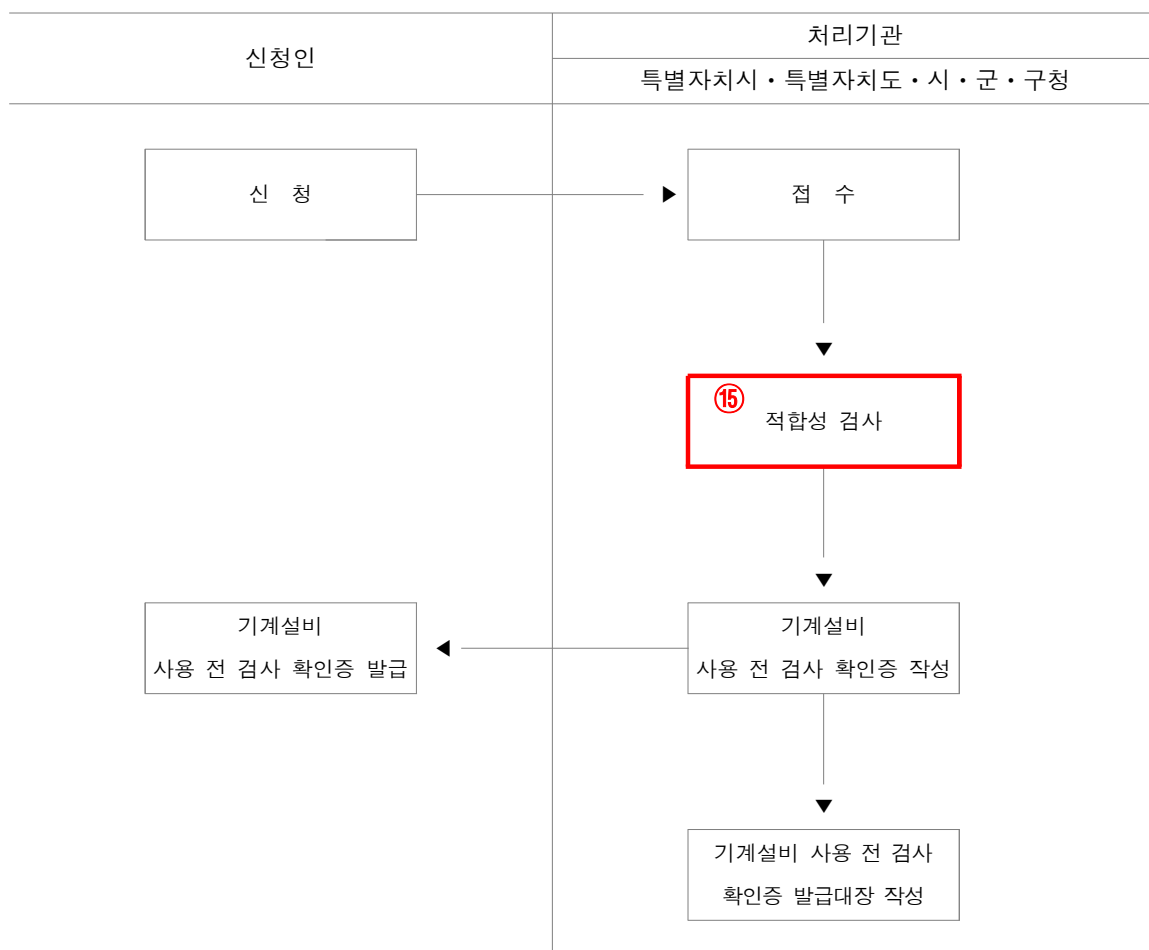 신청인
처리기관
특별자치시・특별자치도・시・군・구청
신 청
접 수
⑮
적합성 검사
기계설비
사용 전 검사 확인증 발급
기계설비
사용 전 검사 확인증 작성
기계설비 사용 전 검사
확인증 발급대장 작성